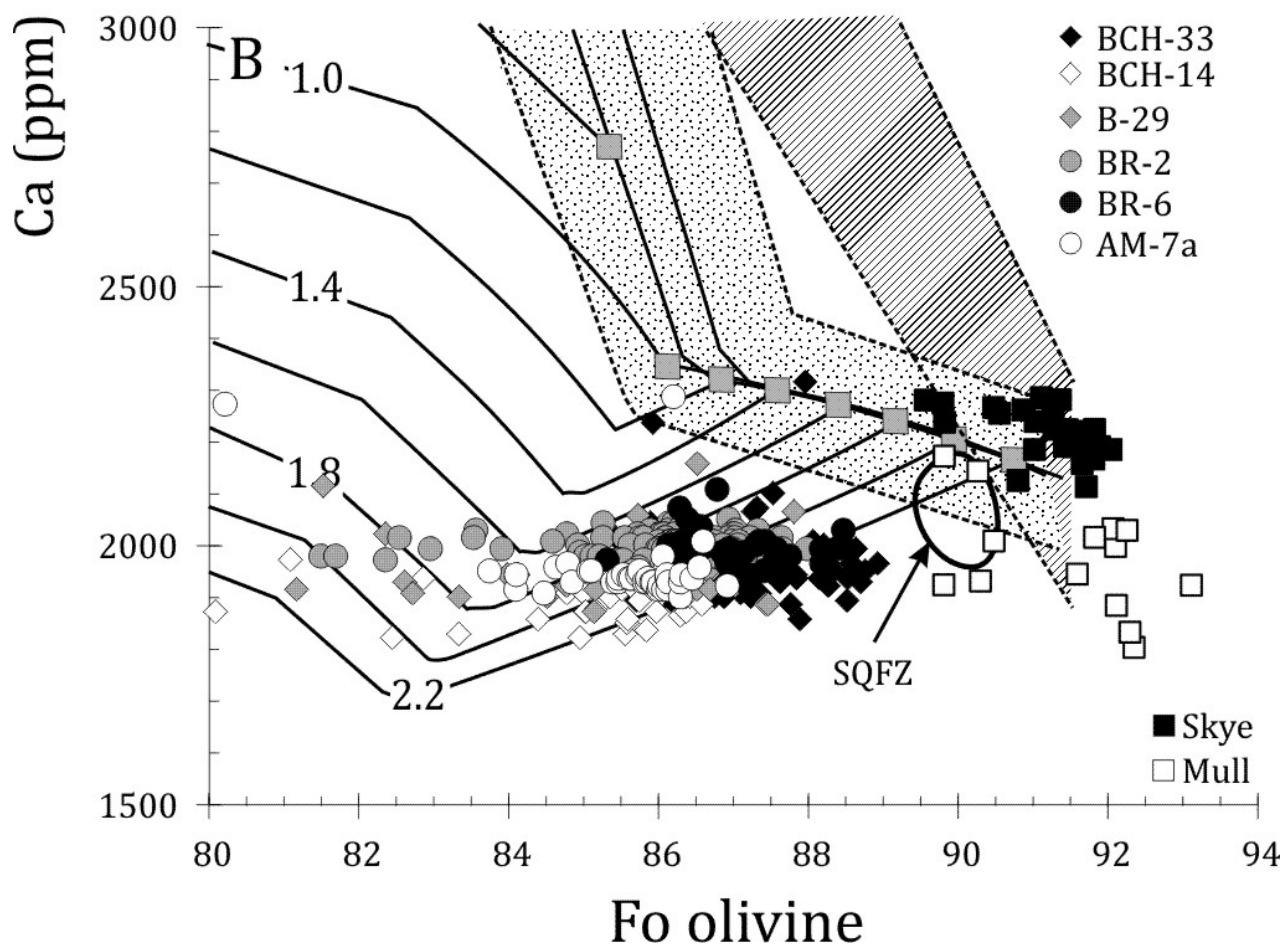 B
Ca (ppm)
3000
2500
2000
1500
1.0
1.4
1.8
2.2
SQFZ
BCH-33
BCH-14
B-29
BR-2
BR-6
AM-7a
Skye
Mull
80 82 84 86 88 90 92 94
Fo olivine